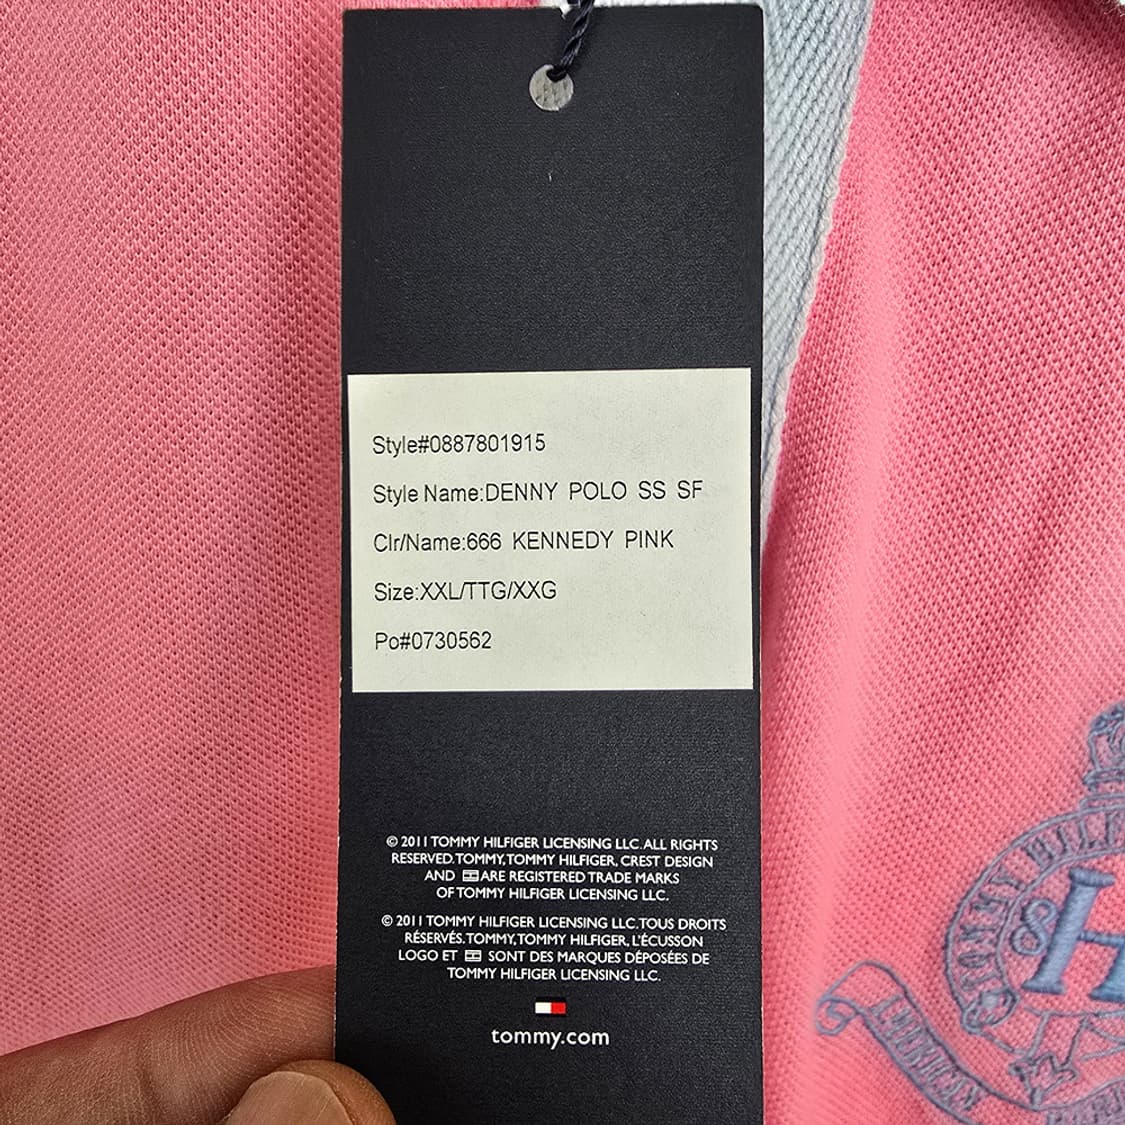 Style#0887801915
Style Name:DENNY POLO SS SF
Clr/Name:666 KENNEDY PINK
Size:XXL/TTG/XXG
Po#0730562
© 2011 TOMMY HILFIGER LICENSING LLC. ALL RIGHTS
RESERVED. TOMMY, TOMMY HILFIGER, CREST DESIGN
AND ARE REGISTERED TRADE MARKS
OF TOMMY HILFIGER LICENSING LLC.
© 2011 TOMMY HILFIGER LICENSING LLC. TOUS DROITS
RÉSERVÉS. TOMMY, TOMMY HILFIGER, L'ÉCUSSON
LOGO ET SONT DES MARQUES DÉPOSÉES DE
TOMMY HILFIGER LICENSING LLC.
tommy.com
TOMMY
& H